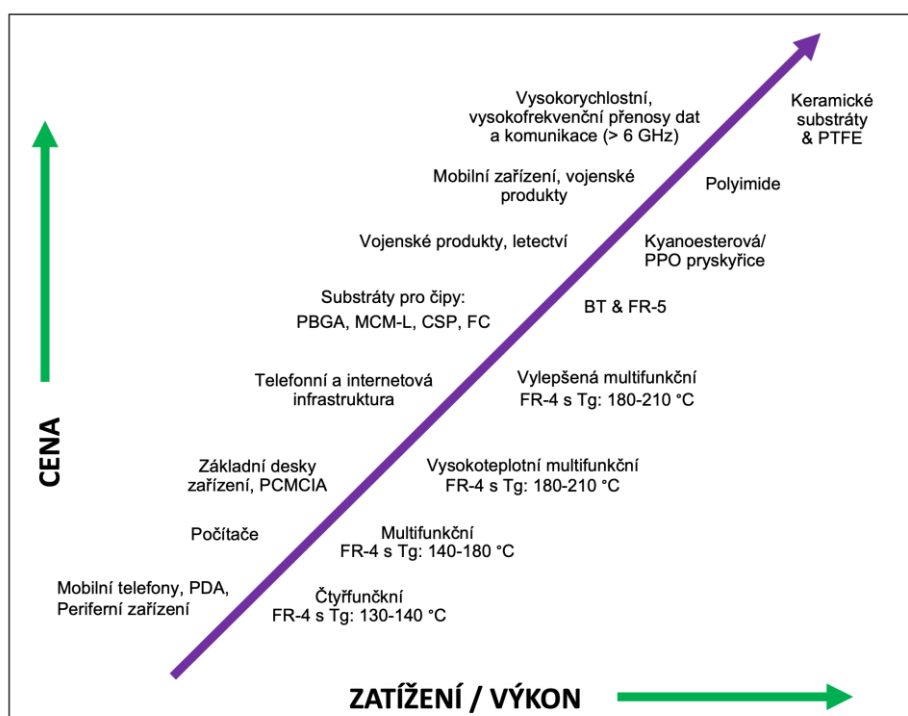 Vysokorychlostní,
vysokofrekvenční přenosy dat
a komunikace (> 6 GHz)
Keramické
substráty
& PTFE
Mobilní zařízení, vojenské
produkty
Polyimide
Vojenské produkty, letectví
Kyanoesterová/
PPO pryskyřice
Substráty pro čipy:
PBGA, MCM-L, CSP, FC
BT & FR-5
Telefonní a internetová
infrastruktura
Vylepšená multifunkční
FR-4 s Tg: 180-210 °C
Základní desky
zařízení, PCMCIA
Vysokoteplotní multifunkční
FR-4 s Tg: 180-210 °C
Počítače
Multifunkční
FR-4 s Tg: 140-180 °C
Mobilní telefony, PDA,
Periferní zařízení
Čtyřfunčkní
FR-4 s Tg: 130-140 °C
CENA
ZATÍŽENÍ / VÝKON